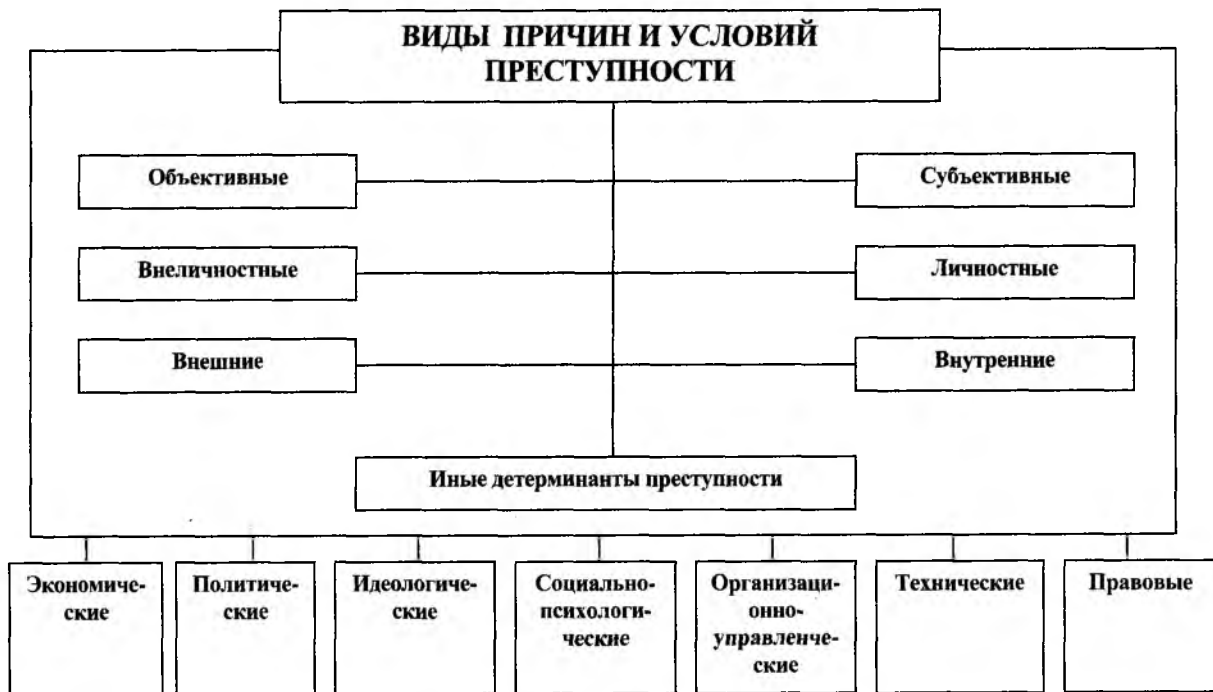 ВИДЫ ПРИЧИН И УСЛОВИЙ
ПРЕСТУПНОСТИ
Объективные
Субъективные
Внеличностные
Личностные
Внешние
Внутренние
Иные детерминанты преступности
Экономиче-
ские
Политиче-
ские
Идеологиче-
ские
Социально-
психологи-
ческие
Организаци-
онно-
управленче-
ские
Технические
Правовые